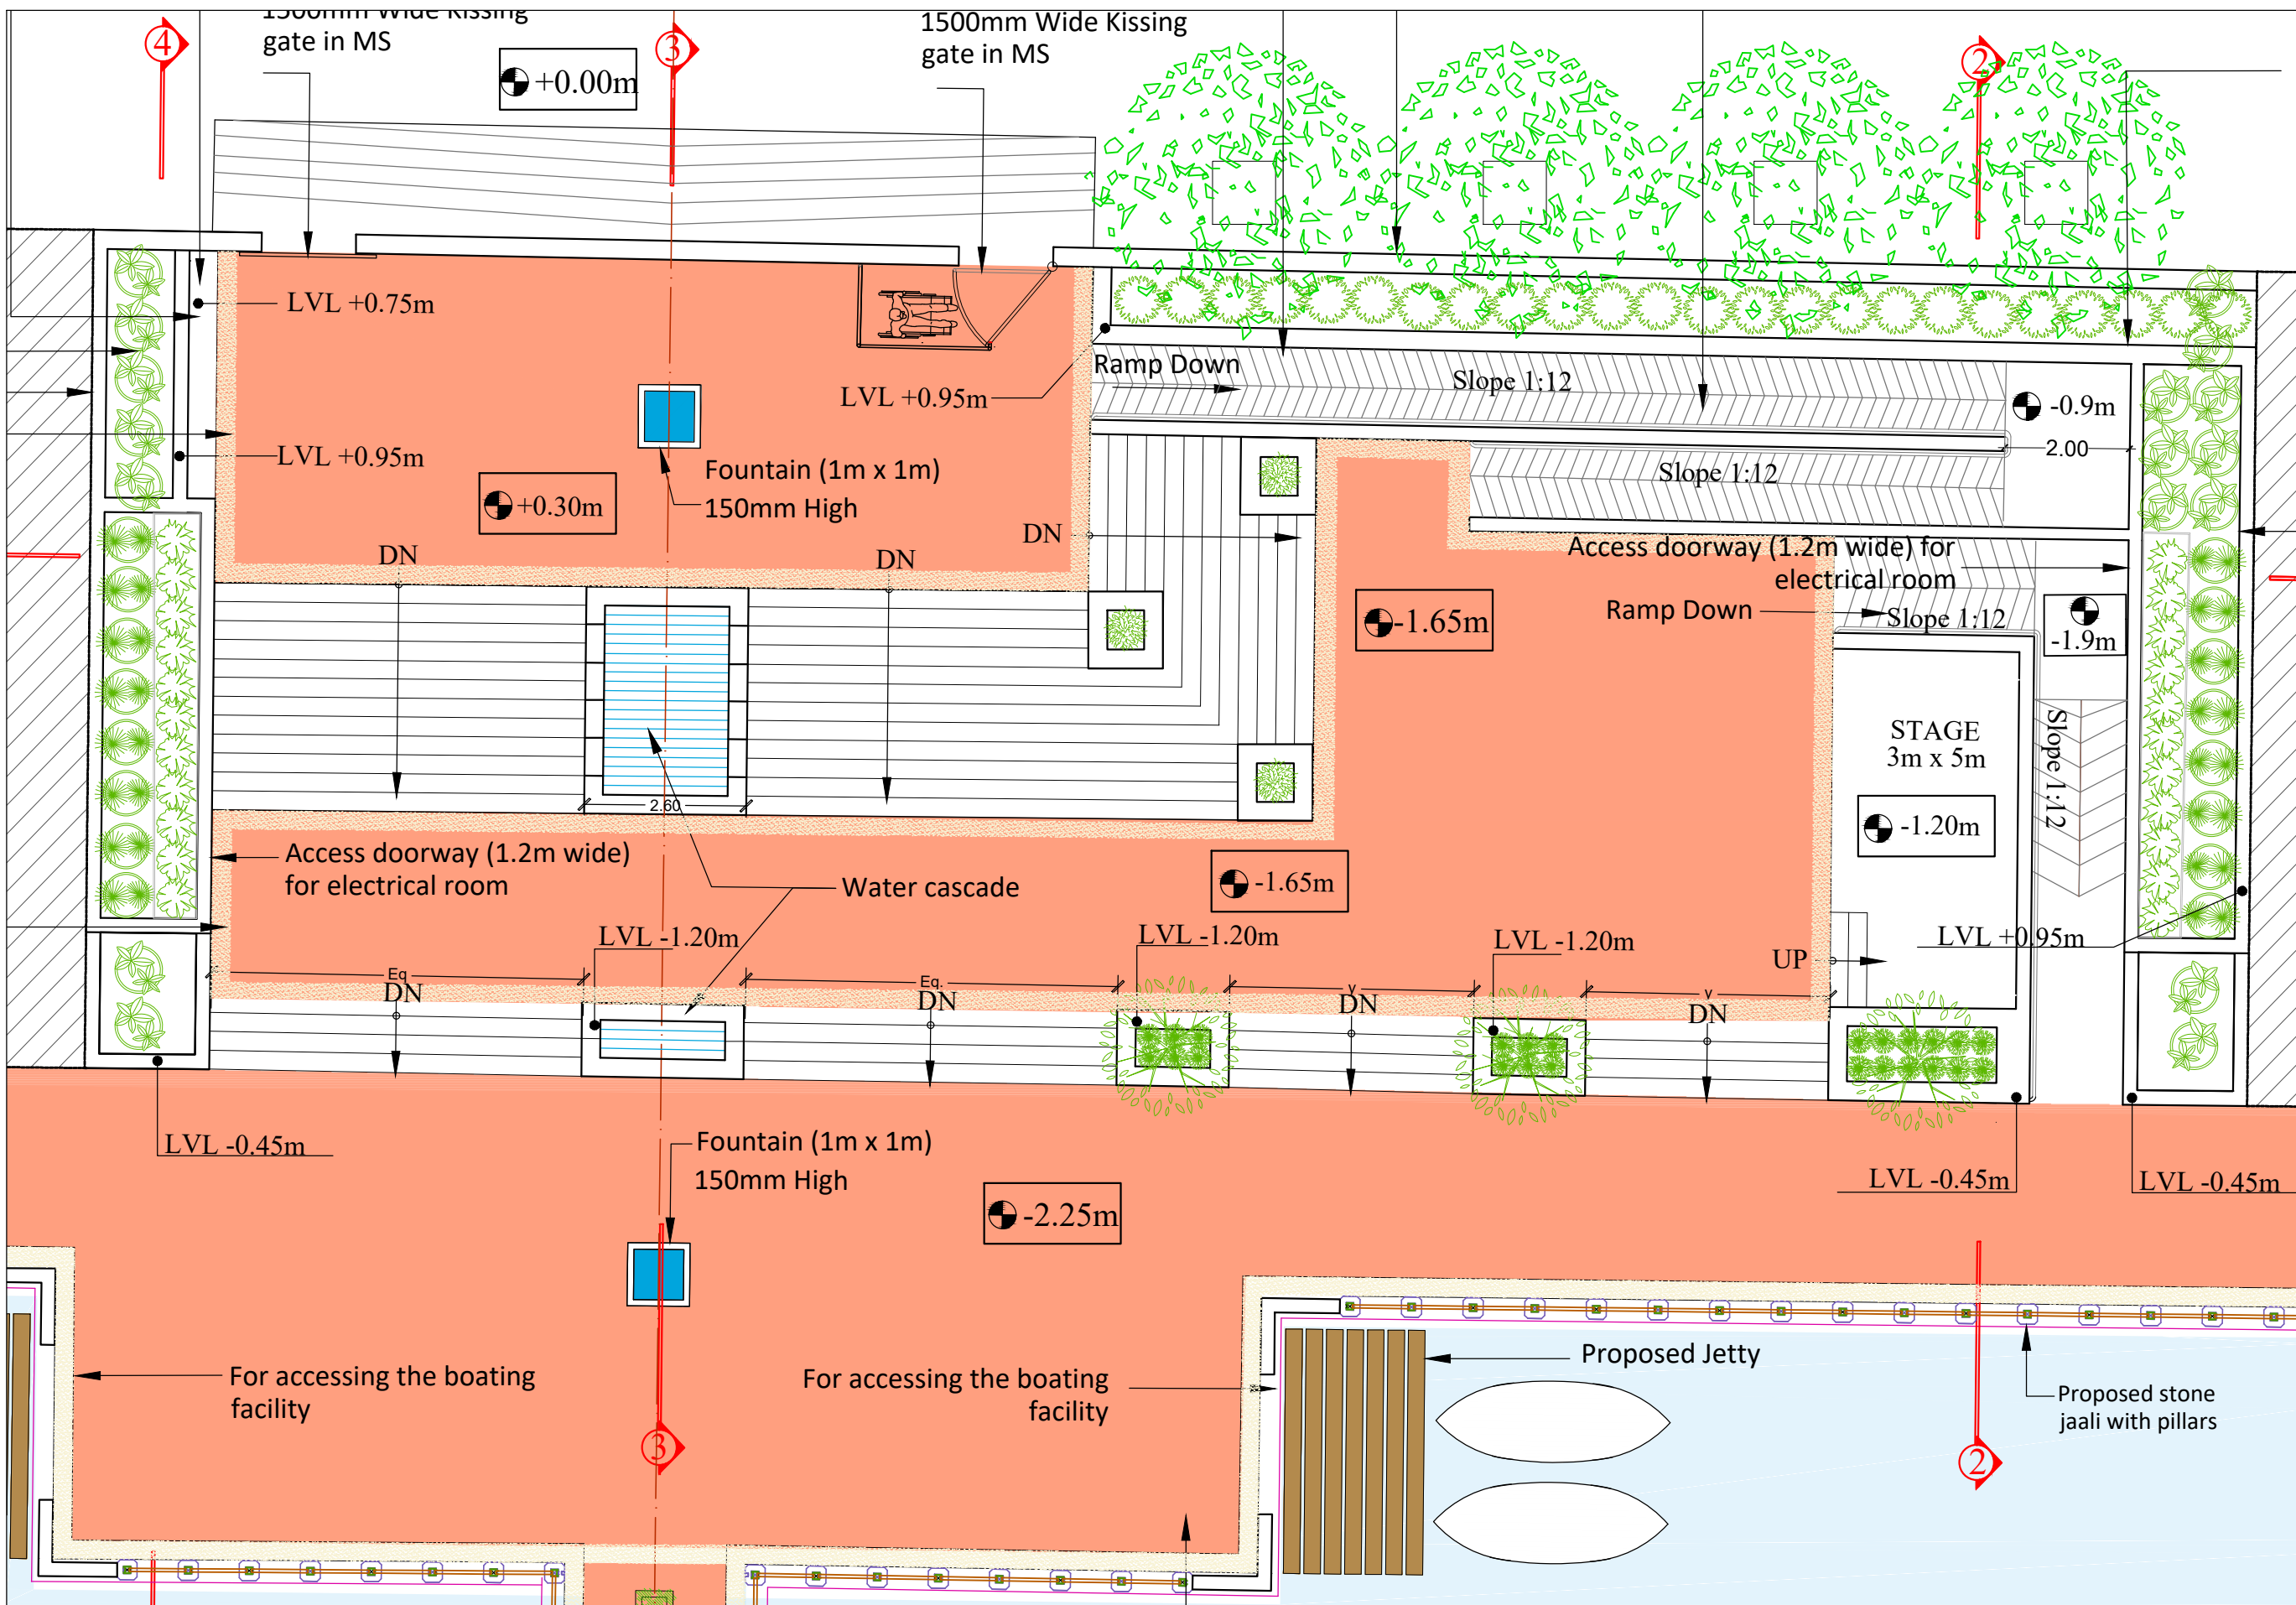 1500mm Wide Kissing
gate in MS
1500mm Wide Kissing
gate in MS
4
3
2
+0.00m
LVL +0.75m
LVL +0.95m
LVL +0.95m
Ramp Down
Slope 1:12
-0.9m
2.00
Slope 1:12
Fountain (1m x 1m)
150mm High
+0.30m
DN
DN
DN
Access doorway (1.2m wide) for
electrical room
Ramp Down
Slope 1:12
-1.65m
-1.9m
STAGE
3m x 5m
Slope 1:12
-1.20m
2.60
Access doorway (1.2m wide)
for electrical room
Water cascade
-1.65m
LVL -1.20m
LVL -1.20m
LVL -1.20m
LVL +0.95m
UP
Eq
DN
Eq.
DN
y
DN
y
DN
LVL -0.45m
Fountain (1m x 1m)
150mm High
-2.25m
LVL -0.45m
LVL -0.45m
For accessing the boating
facility
For accessing the boating
facility
Proposed Jetty
Proposed stone
jaali with pillars
3
2